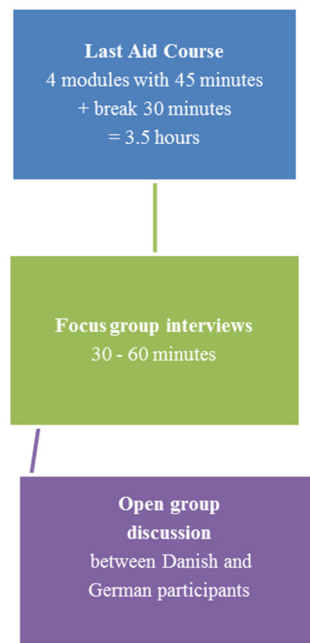 Last Aid Course
4 modules with 45 minutes
+ break 30 minutes
= 3.5 hours
Focus group interviews
30 - 60 minutes
Open group
discussion
between Danish and
German participants